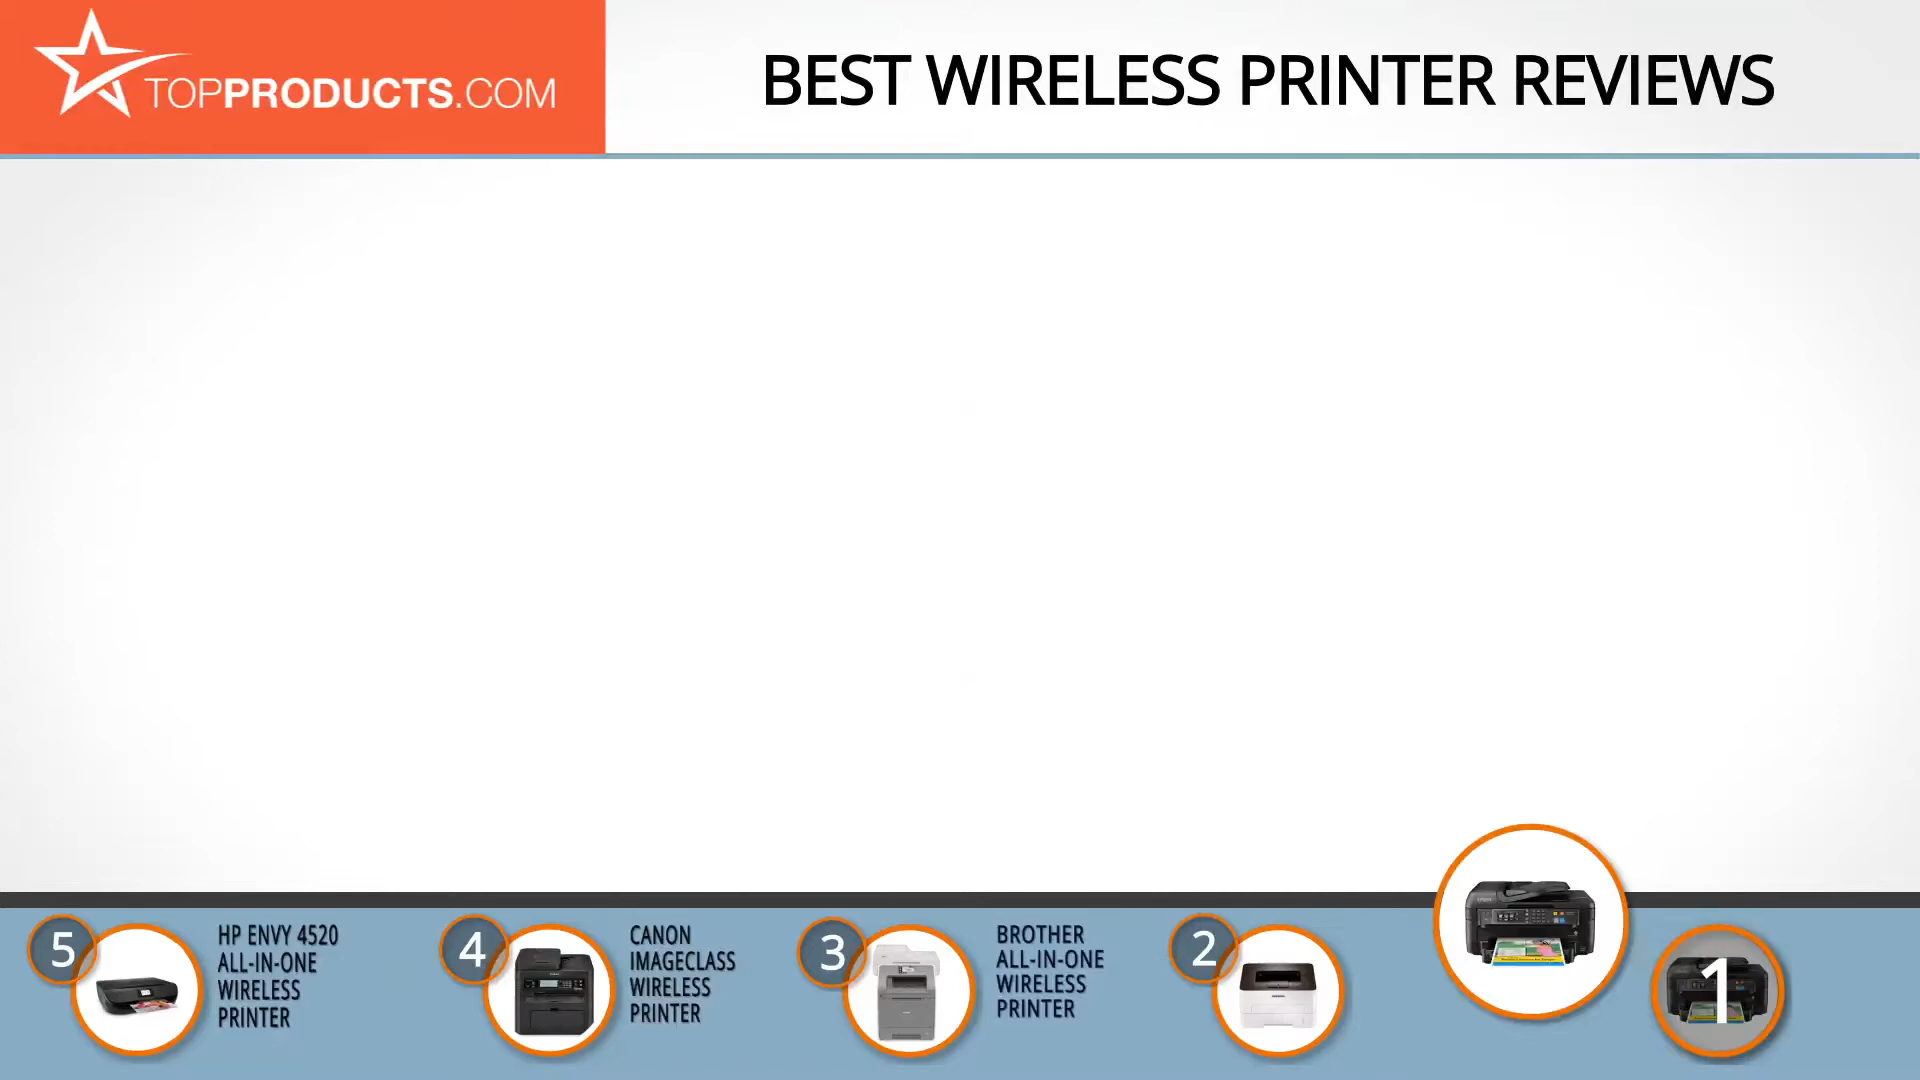 TOPPRODUCTS.COM
BEST WIRELESS PRINTER REVIEWS
5
HP ENVY 4520
ALL-IN-ONE
WIRELESS
PRINTER
4
CANON
IMAGECLASS
WIRELESS
PRINTER
3
BROTHER
ALL-IN-ONE
WIRELESS
PRINTER
2
1